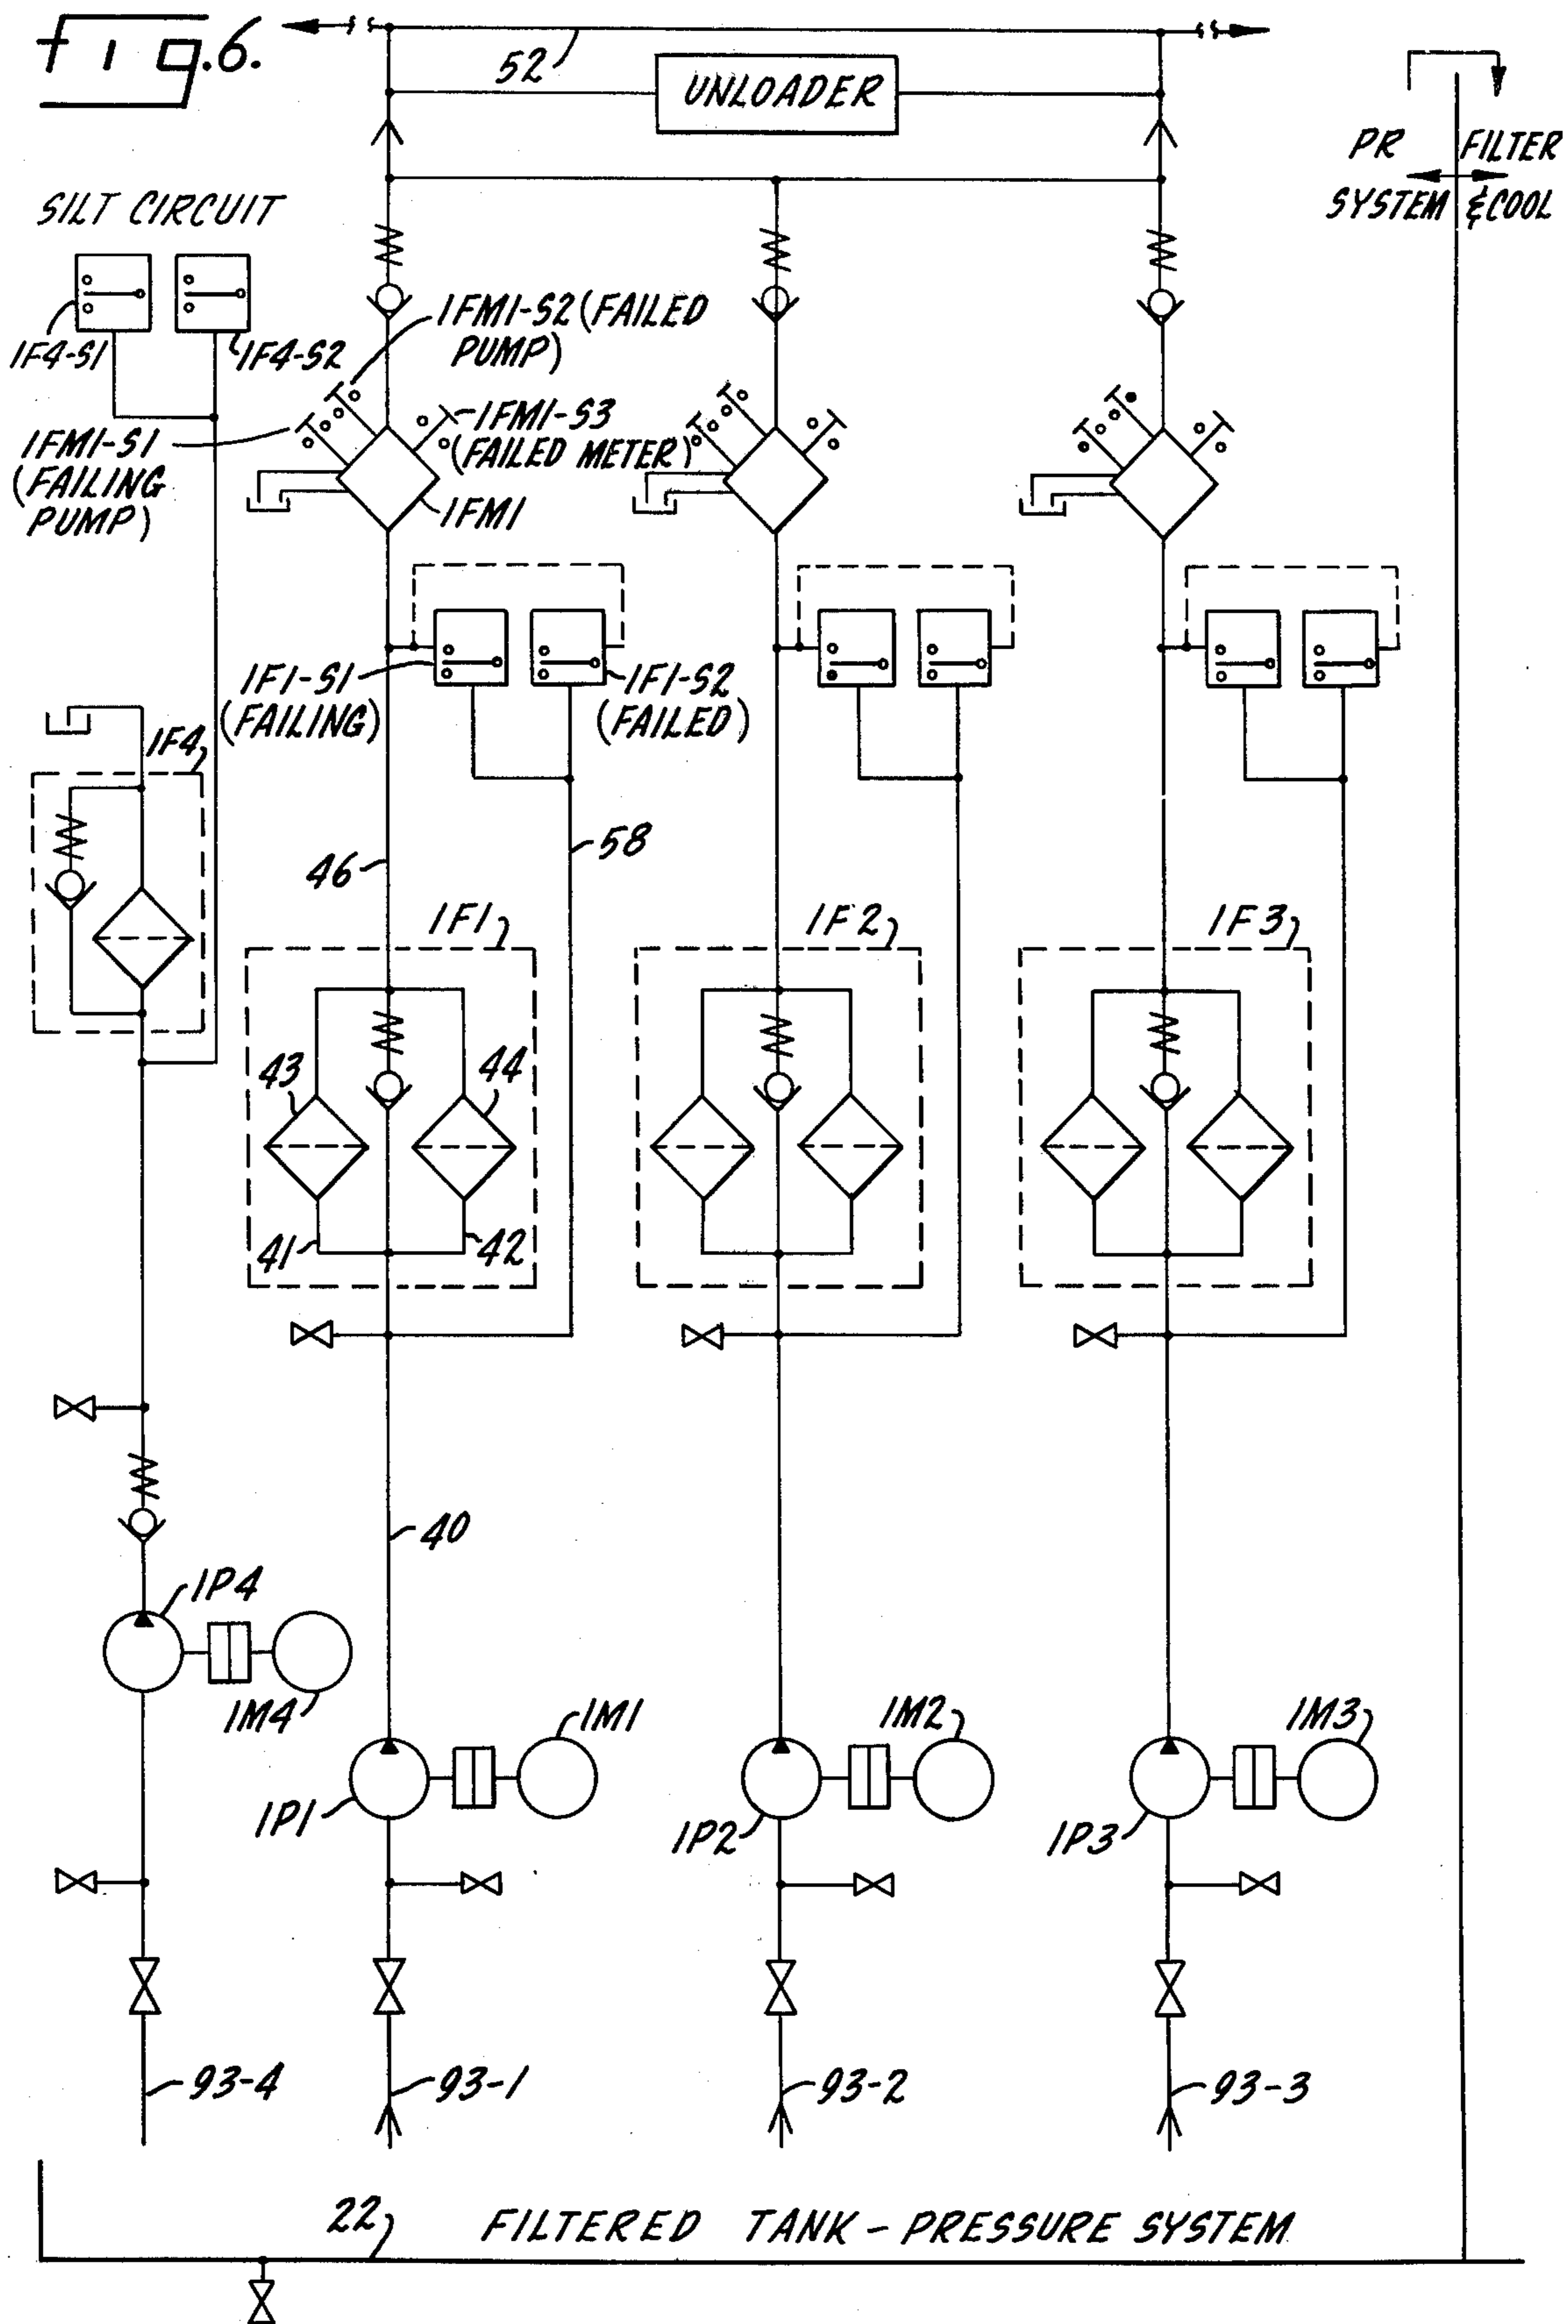 Fig.6.
52
UNLOADER
PR
FILTER
SYSTEM
& COOL
SILT CIRCUIT
1F4-S1
1F4-S2
1FM1-S2 (FAILED
PUMP)
1FM1-S3
(FAILED METER)
1FM1-S1
(FAILING
PUMP)
1FM1
1F1-S1
(FAILING)
1F1-S2
(FAILED)
1F4
46
58
1F1
1F2
1F3
43
44
41
42
40
1P4
1M4
1M1
1M2
1M3
1P1
1P2
1P3
93-4
93-1
93-2
93-3
22
FILTERED TANK - PRESSURE SYSTEM